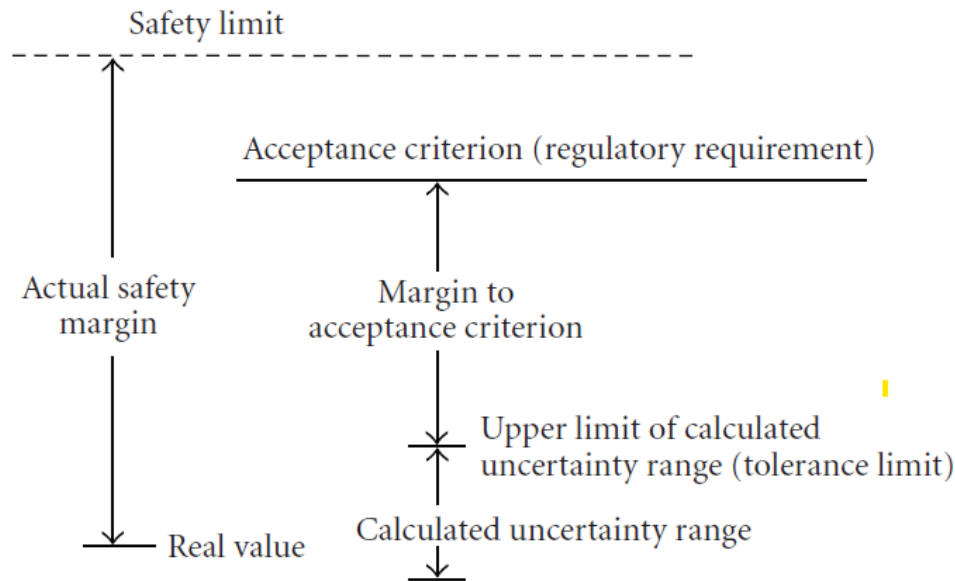 Safety limit
Acceptance criterion (regulatory requirement)
Actual safety
margin
Margin to
acceptance criterion
Upper limit of calculated
uncertainty range (tolerance limit)
Calculated uncertainty range
Real value